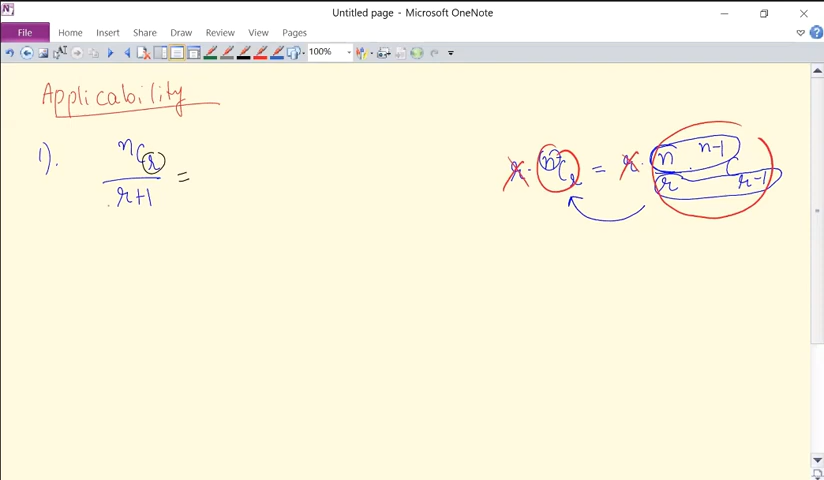 Untitled page - Microsoft OneNote
File Home Insert Share Draw Review View Pages
100%
Applicability
1). nCr / r+1 =
r · nCr = r · n/r · n-1Cr-1